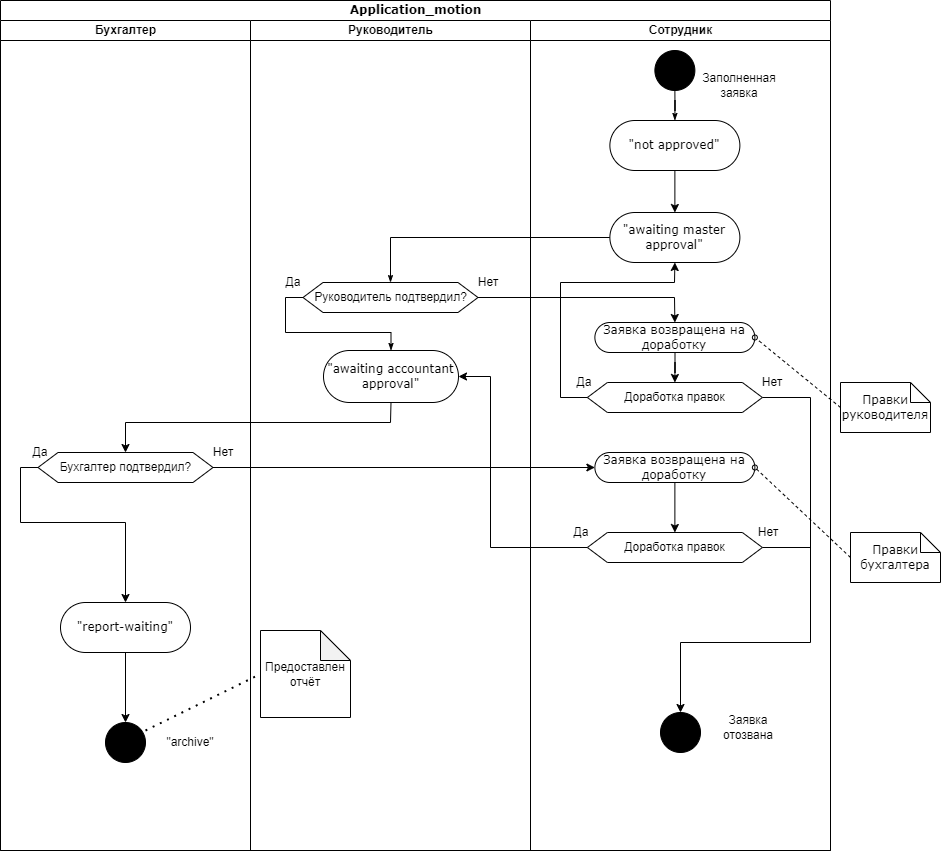 Application_motion
Бухгалтер
Руководитель
Сотрудник
Заполненная
заявка
"not approved"
"awaiting master
approval"
Да
Руководитель подтвердил?
Нет
Заявка возвращена на
доработку
"awaiting accountant
approval"
Да
Доработка правок
Нет
Правки
руководителя
Да
Бухгалтер подтвердил?
Нет
Заявка возвращена на
доработку
Да
Доработка правок
Нет
Правки
бухгалтера
"report-waiting"
Предоставлен
отчёт
"archive"
Заявка
отозвана